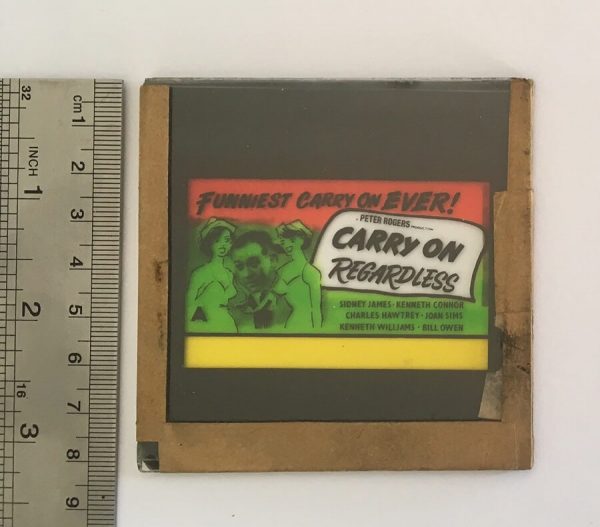 FUNNIEST CARRY ON EVER!
PETER ROGERS PRODUCTION
CARRY ON
REGARDLESS
SIDNEY JAMES · KENNETH CONNOR
CHARLES HAWTREY · JOAN SIMS
KENNETH WILLIAMS · BILL OWEN
A
32
INCH
1
2
16
3
cm 1
2
3
4
5
6
7
8
9